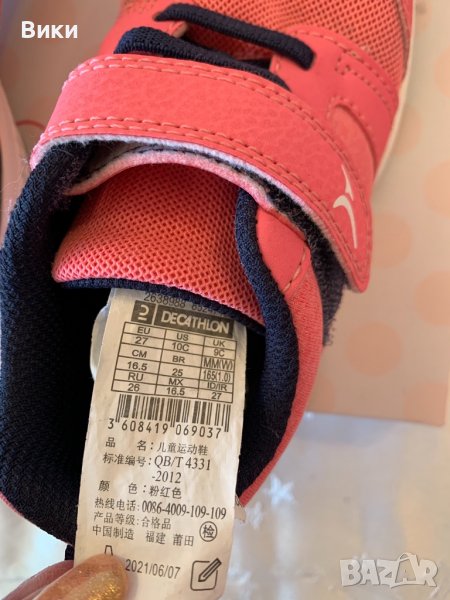 Вики
DECATHLON
EU US UK
27 10C 9C
CM BR MM(W)
16.5 25 165(1.0)
RU MX ID/IR
26 16.5 27
3 608419 069037
品 名：儿童运动鞋
标准编号：QB/T 4331
-2012
颜 色：粉红色
热线电话：0086-4009-109-109
产品等级：合格品
中国制造 福建 莆田 检
2021/06/07
bazar